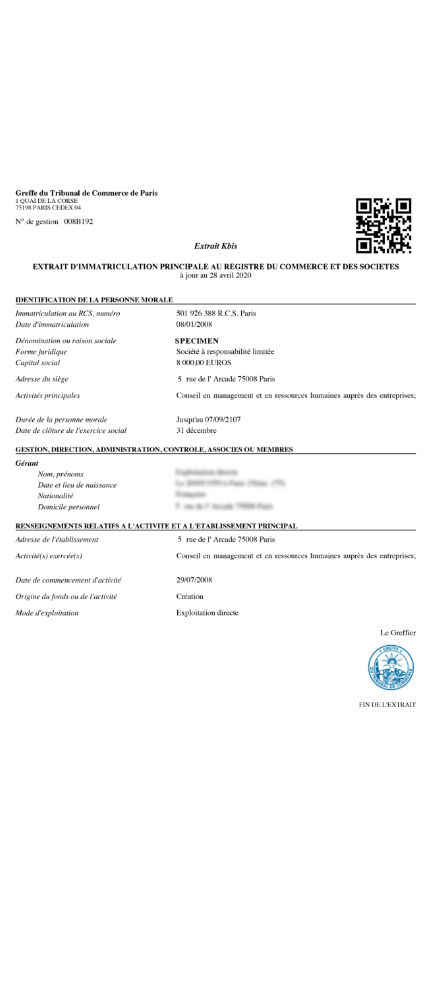 Greffe du Tribunal de Commerce de Paris
1 QUAI DE LA CORSE
75198 PARIS CEDEX 04
N° de gestion 008B192
Extrait Kbis
EXTRAIT D'IMMATRICULATION PRINCIPALE AU REGISTRE DU COMMERCE ET DES SOCIETES
à jour au 28 avril 2020
IDENTIFICATION DE LA PERSONNE MORALE
Immatriculation au RCS, numéro 501 926 388 R.C.S. Paris
Date d'immatriculation 08/01/2008
Dénomination ou raison sociale SPECIMEN
Forme juridique Société à responsabilité limitée
Capital social 8 000,00 EUROS
Adresse du siège 5 rue de l' Arcade 75008 Paris
Activités principales Conseil en management et en ressources humaines auprès des entreprises;
Durée de la personne morale Jusqu'au 07/09/2107
Date de clôture de l'exercice social 31 décembre
GESTION, DIRECTION, ADMINISTRATION, CONTROLE, ASSOCIES OU MEMBRES
Gérant
Nom, prénoms
Date et lieu de naissance
Nationalité
Domicile personnel
RENSEIGNEMENTS RELATIFS A L'ACTIVITE ET A L'ETABLISSEMENT PRINCIPAL
Adresse de l'établissement 5 rue de l' Arcade 75008 Paris
Activité(s) exercée(s) Conseil en management et en ressources humaines auprès des entreprises;
Date de commencement d'activité 29/07/2008
Origine du fonds ou de l'activité Création
Mode d'exploitation Exploitation directe
Le Greffier
FIN DE L'EXTRAIT